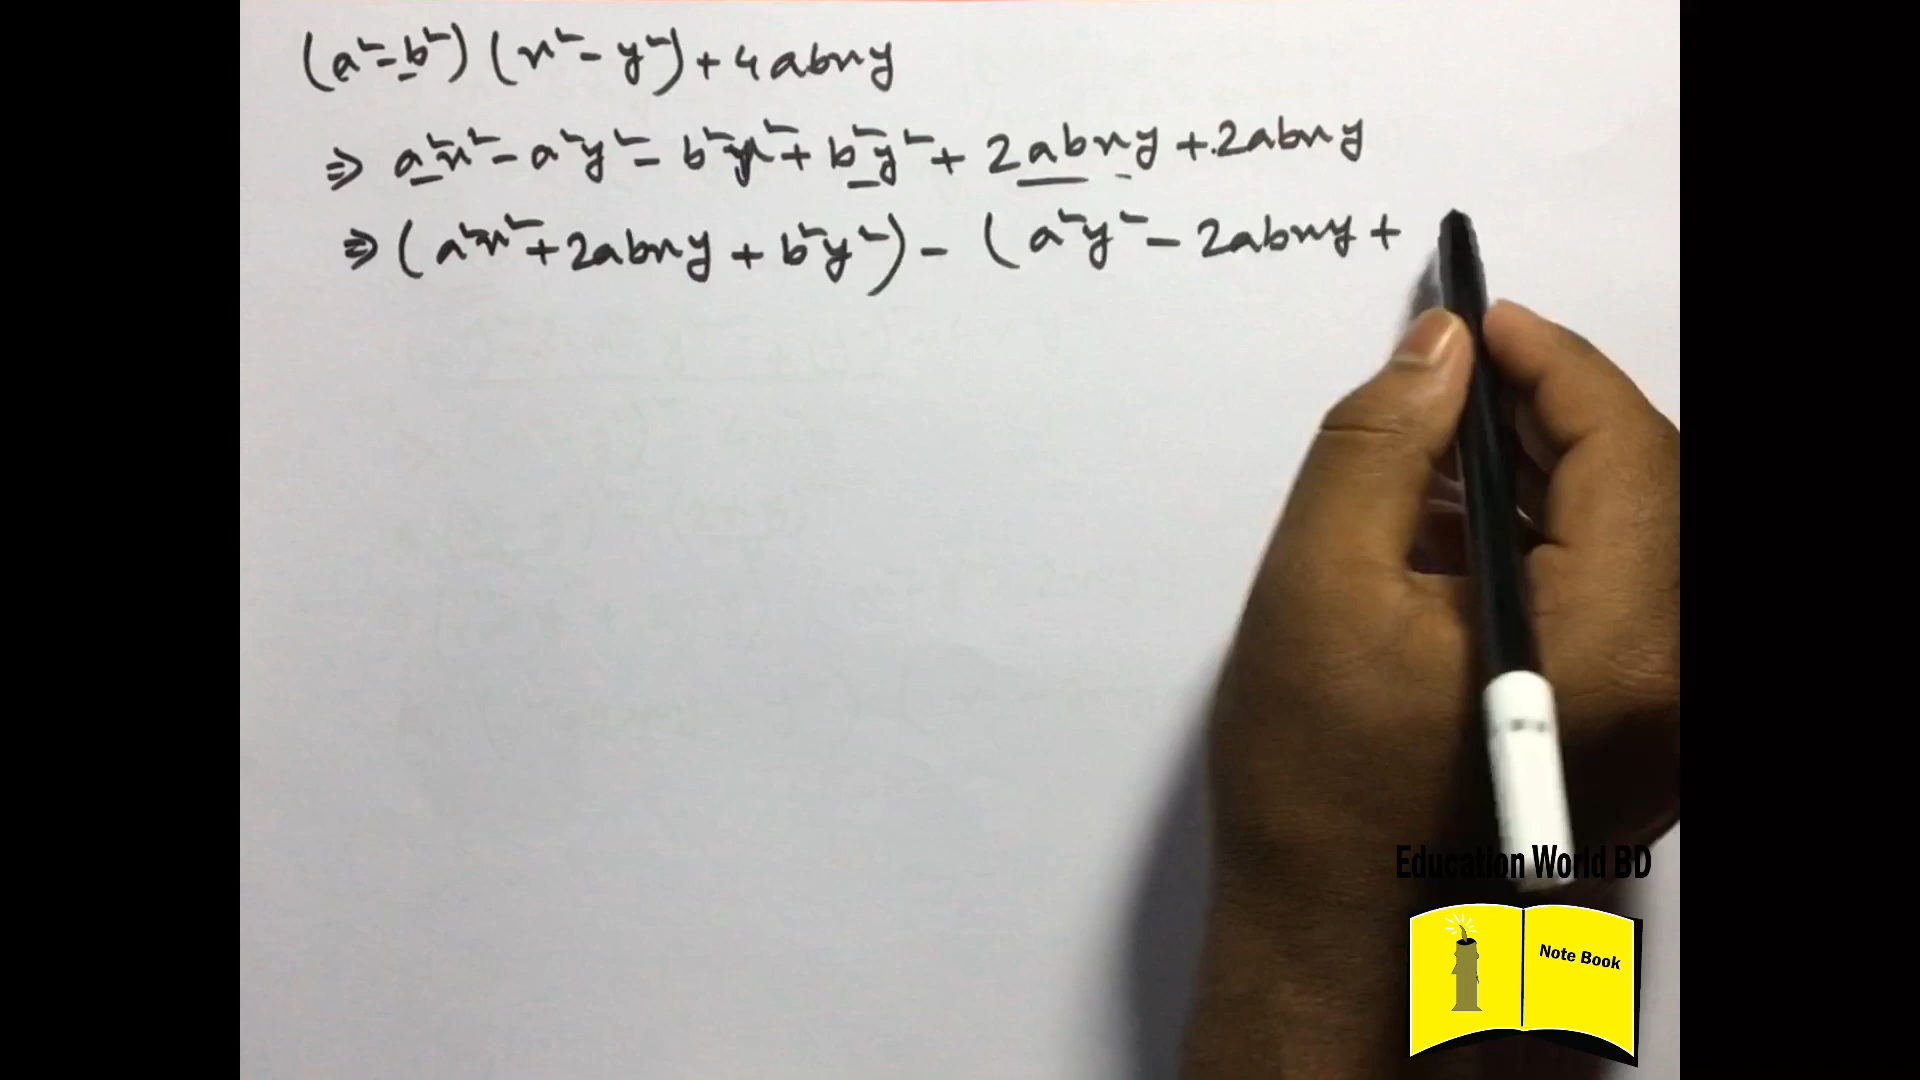 (a²-b²) (x²-y²)+4abxy
⇒ a²x²-a²y²-b²x²+b²y²+2abxy+2abxy
⇒ (a²x²+2abxy+b²y²)-(a²y²-2abxy+
Education World BD
Note Book